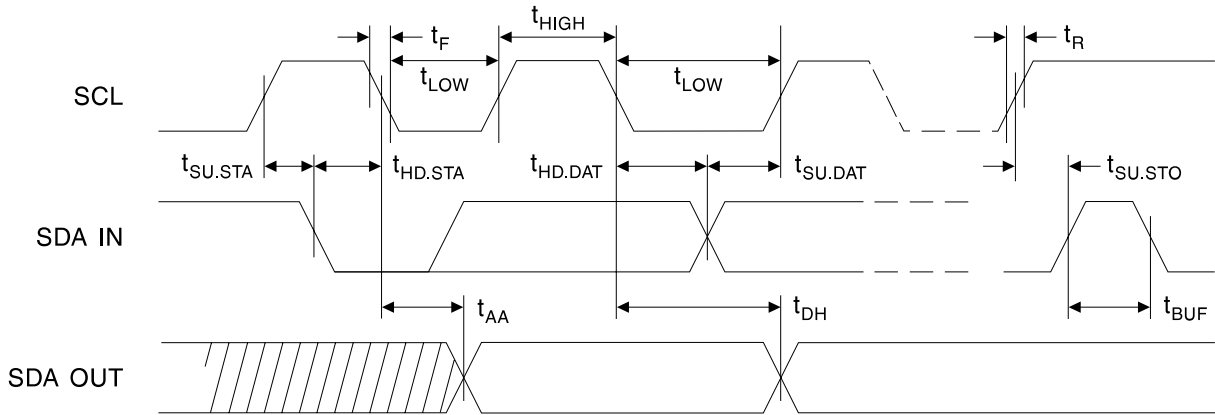 tF
tHIGH
tR
tLOW
tLOW
SCL
tSU.STA
tHD.STA
tHD.DAT
tSU.DAT
tSU.STO
SDA IN
tAA
tDH
tBUF
SDA OUT